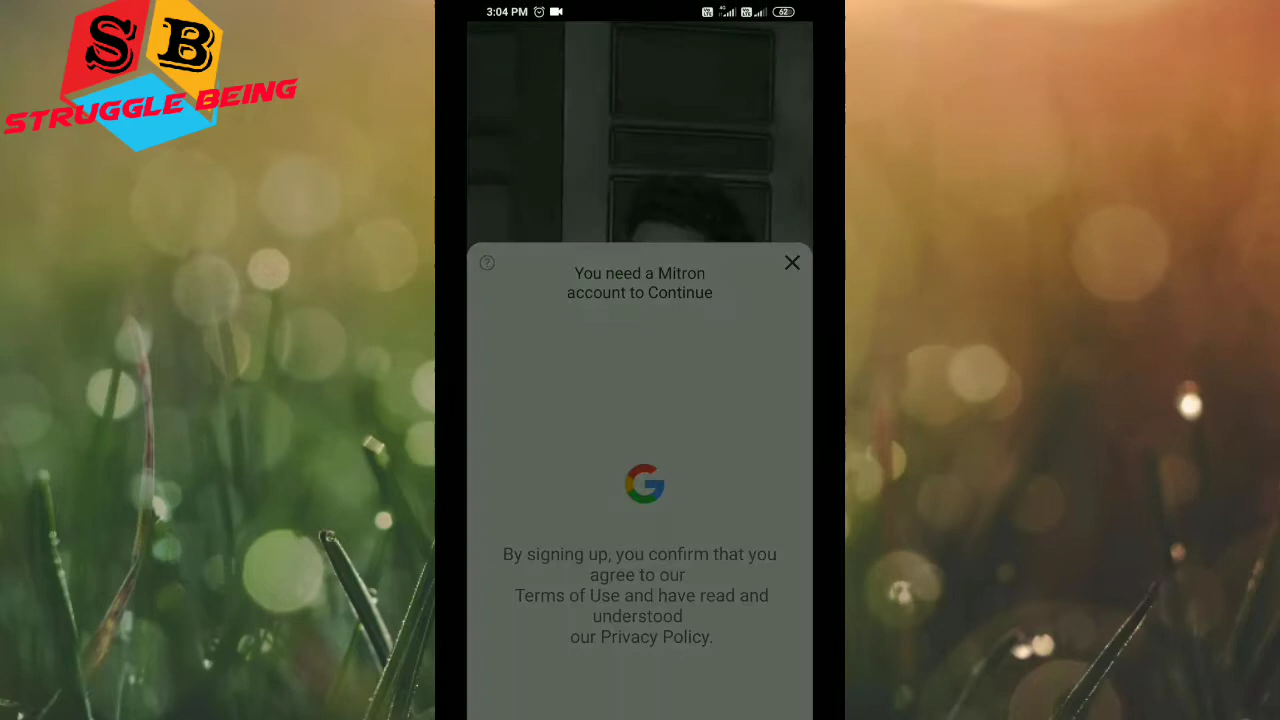 S B
STRUGGLE BEING
3:04 PM
62
You need a Mitron
account to Continue
By signing up, you confirm that you
agree to our
Terms of Use and have read and
understood
our Privacy Policy.